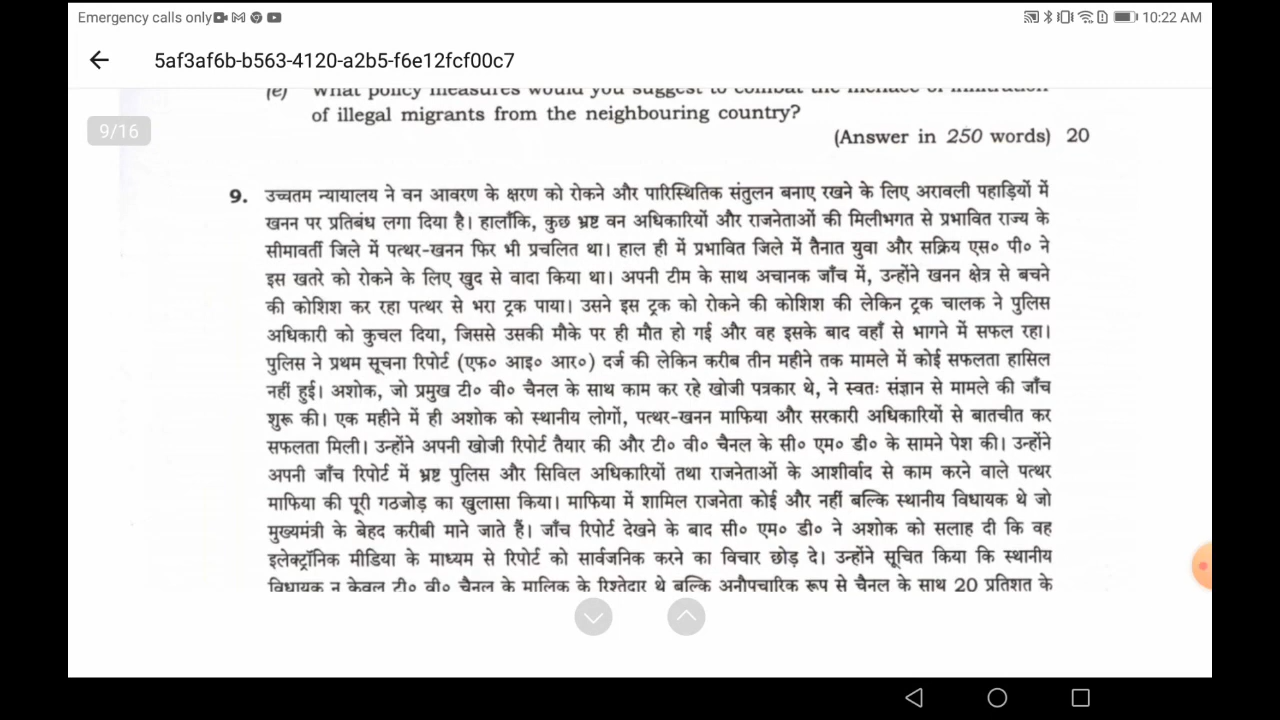 Emergency calls only
10:22 AM
5af3af6b-b563-4120-a2b5-f6e12fcf00c7
(e) What policy measures would you suggest to combat the menace of infiltration
of illegal migrants from the neighbouring country?
9/16
(Answer in 250 words) 20
9. उच्चतम न्यायालय ने वन आवरण के क्षरण को रोकने और पारिस्थितिक संतुलन बनाए रखने के लिए अरावली पहाड़ियों में
खनन पर प्रतिबंध लगा दिया है। हालाँकि, कुछ भ्रष्ट वन अधिकारियों और राजनेताओं की मिलीभगत से प्रभावित राज्य के
सीमावर्ती जिले में पत्थर-खनन फिर भी प्रचलित था। हाल ही में प्रभावित जिले में तैनात युवा और सक्रिय एस० पी० ने
इस खतरे को रोकने के लिए खुद से वादा किया था। अपनी टीम के साथ अचानक जाँच में, उन्होंने खनन क्षेत्र से बचने
की कोशिश कर रहा पत्थर से भरा ट्रक पाया। उसने इस ट्रक को रोकने की कोशिश की लेकिन ट्रक चालक ने पुलिस
अधिकारी को कुचल दिया, जिससे उसकी मौके पर ही मौत हो गई और वह इसके बाद वहाँ से भागने में सफल रहा।
पुलिस ने प्रथम सूचना रिपोर्ट (एफ० आइ० आर०) दर्ज की लेकिन करीब तीन महीने तक मामले में कोई सफलता हासिल
नहीं हुई। अशोक, जो प्रमुख टी० वी० चैनल के साथ काम कर रहे खोजी पत्रकार थे, ने स्वतः संज्ञान से मामले की जाँच
शुरू की। एक महीने में ही अशोक को स्थानीय लोगों, पत्थर-खनन माफिया और सरकारी अधिकारियों से बातचीत कर
सफलता मिली। उन्होंने अपनी खोजी रिपोर्ट तैयार की और टी० वी० चैनल के सी० एम० डी० के सामने पेश की। उन्होंने
अपनी जाँच रिपोर्ट में भ्रष्ट पुलिस और सिविल अधिकारियों तथा राजनेताओं के आशीर्वाद से काम करने वाले पत्थर
माफिया की पूरी गठजोड़ का खुलासा किया। माफिया में शामिल राजनेता कोई और नहीं बल्कि स्थानीय विधायक थे जो
मुख्यमंत्री के बेहद करीबी माने जाते हैं। जाँच रिपोर्ट देखने के बाद सी० एम० डी० ने अशोक को सलाह दी कि वह
इलेक्ट्रॉनिक मीडिया के माध्यम से रिपोर्ट को सार्वजनिक करने का विचार छोड़ दे। उन्होंने सूचित किया कि स्थानीय
विधायक न केवल टी० वी० चैनल के मालिक के रिश्तेदार थे बल्कि अनौपचारिक रूप से चैनल के साथ 20 प्रतिशत के